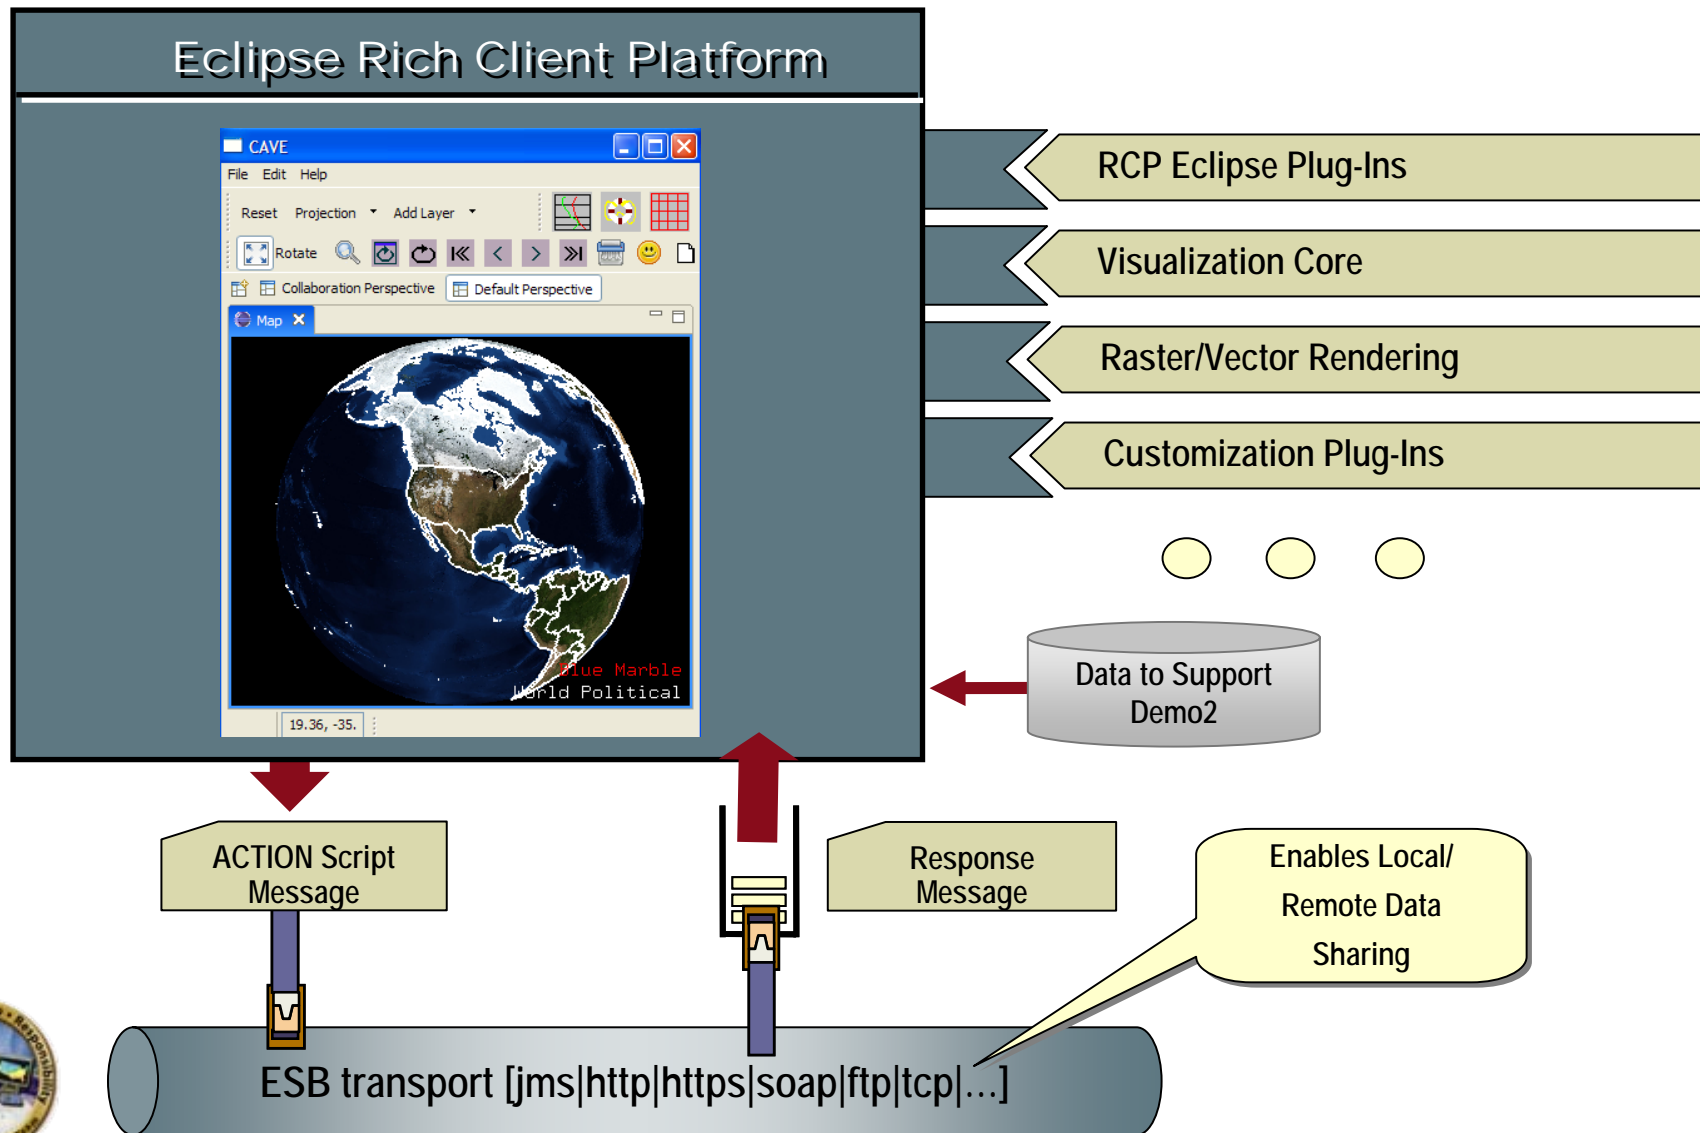 Eclipse Rich Client Platform
CAVE
File Edit Help
Reset Projection Add Layer
Rotate
Collaboration Perspective Default Perspective
Map
Blue Marble
World Political
19.36, -35.
RCP Eclipse Plug-Ins
Visualization Core
Raster/Vector Rendering
Customization Plug-Ins
Data to Support
Demo2
ACTION Script
Message
Response
Message
Enables Local/
Remote Data
Sharing
ESB transport [jms|http|https|soap|ftp|tcp|…]
Responsibility